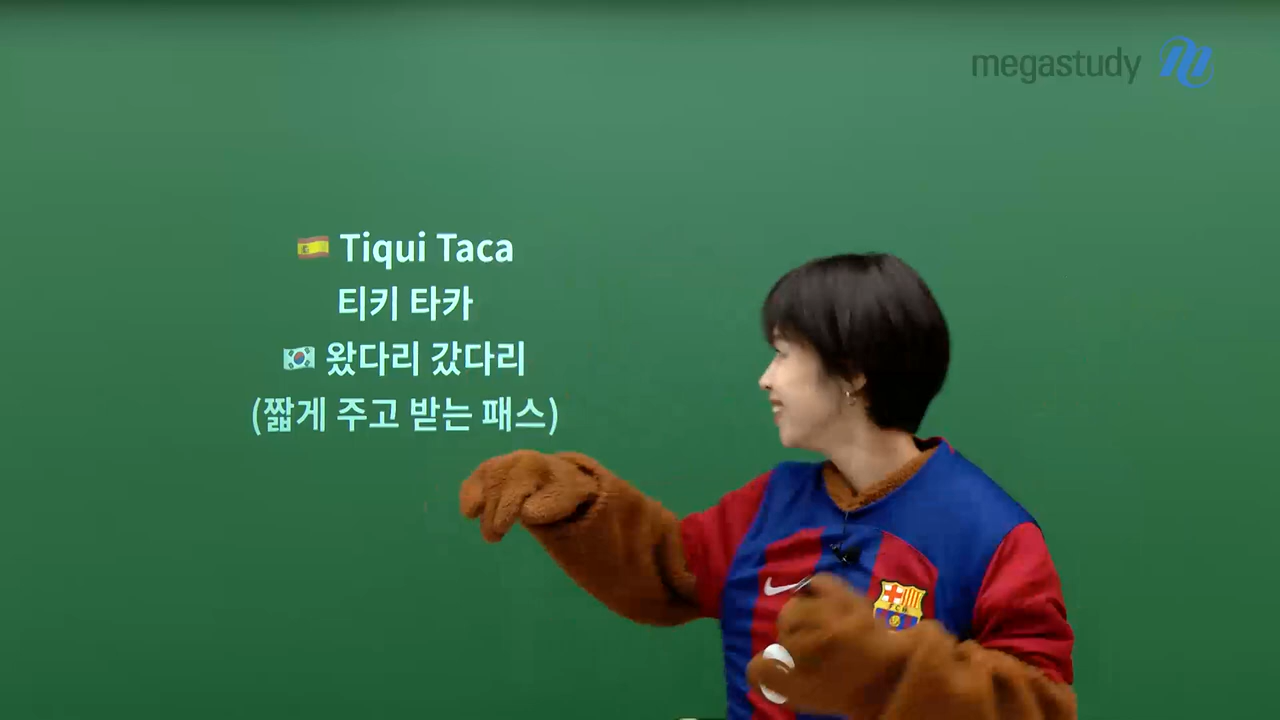 megastudy
🇪🇸 Tiqui Taca
티키 타카
🇰🇷 왔다리 갔다리
(짧게 주고 받는 패스)
FCB